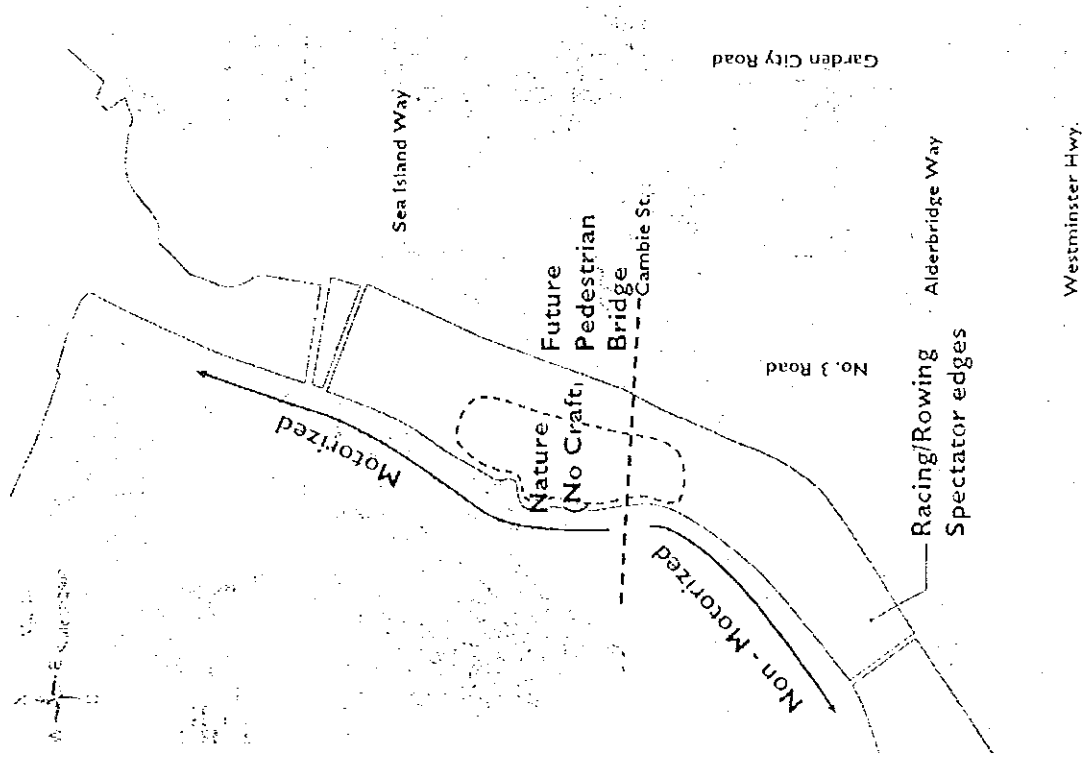 Garden City Road
Sea Island Way
Future
Pedestrian
Bridge
Cambie St.
Motorized
Nature
(No Craft)
No. 3 Road
Alderbridge Way
Westminster Hwy.
Racing/Rowing
Spectator edges
Non - Motorized